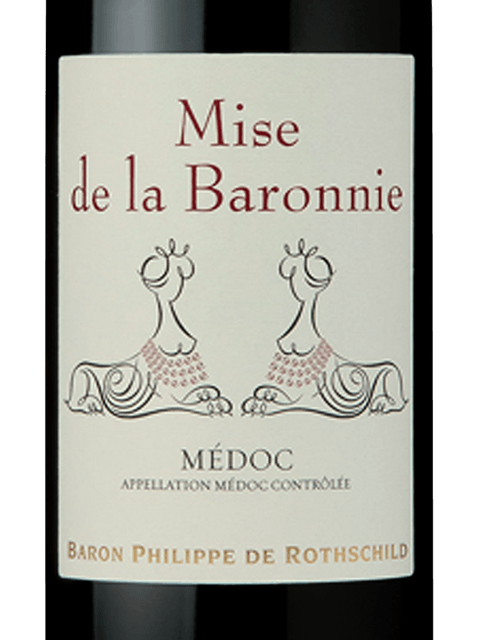 Mise
de la Baronnie
MÉDOC
APPELLATION MÉDOC CONTRÔLÉE
BARON PHILIPPE DE ROTHSCHILD